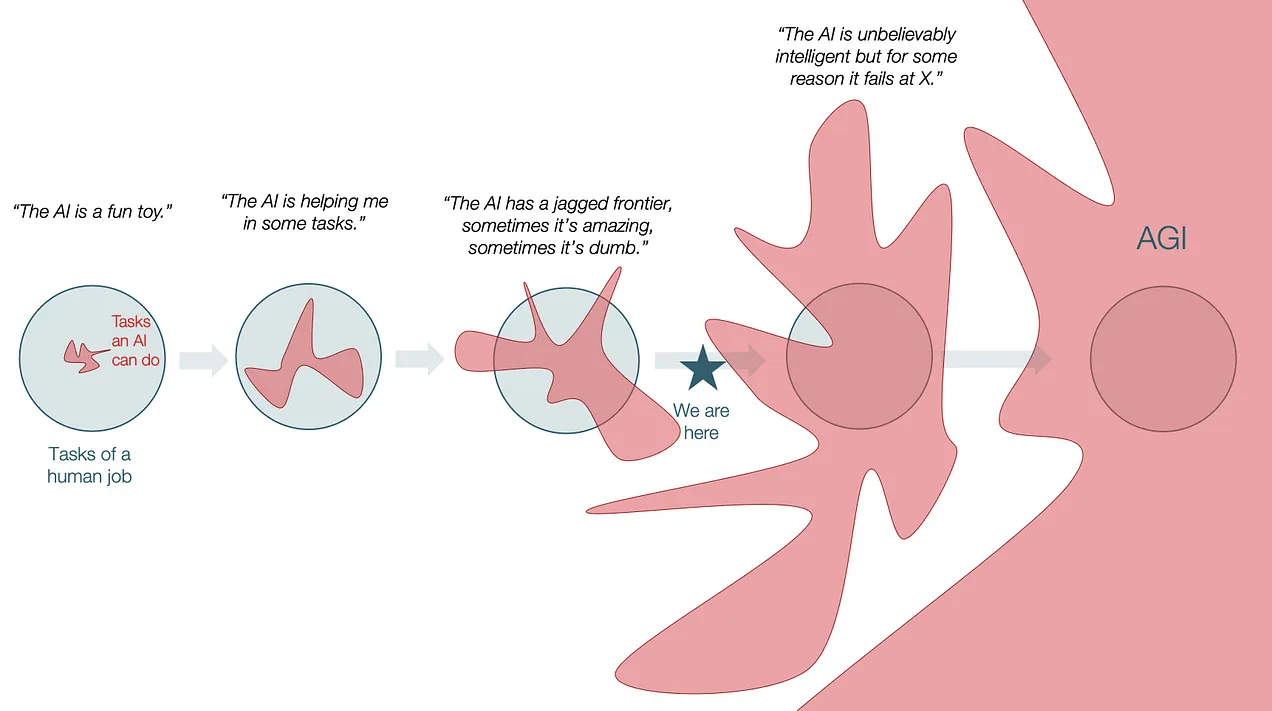 “The AI is a fun toy.”
Tasks
an AI
can do
Tasks of a
human job
“The AI is helping me
in some tasks.”
“The AI has a jagged frontier,
sometimes it’s amazing,
sometimes it’s dumb.”
We are
here
“The AI is unbelievably
intelligent but for some
reason it fails at X.”
AGI